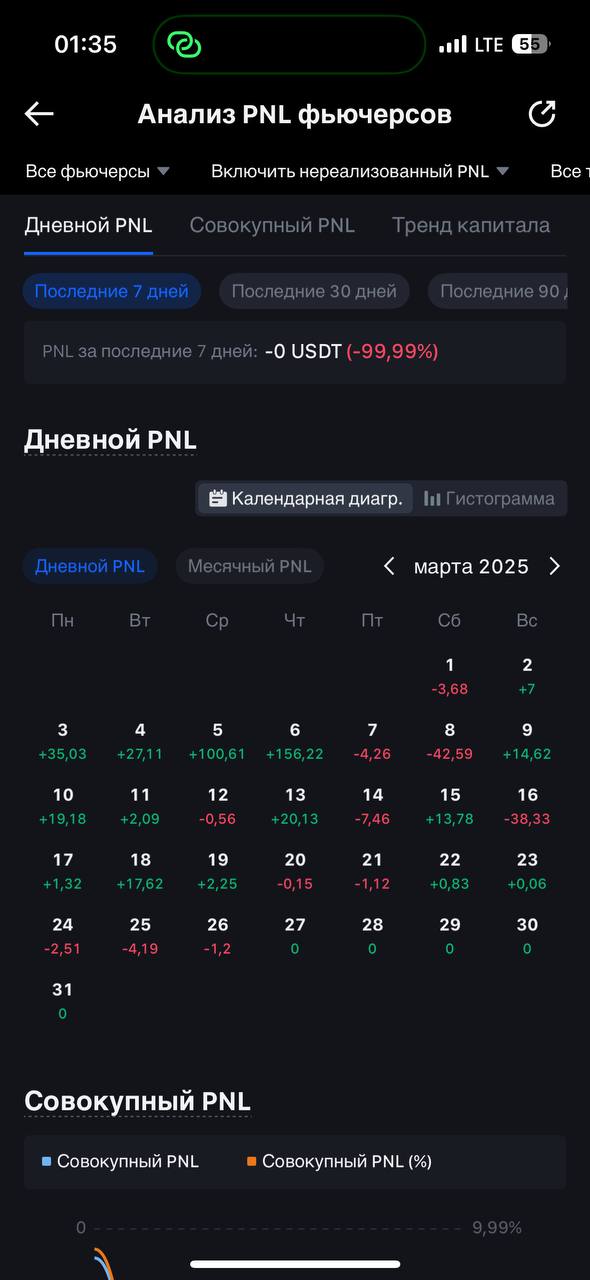 01:35 LTE 55
Анализ PNL фьючерсов
Все фьючерсы Включить нереализованный PNL Все
Дневной PNL Совокупный PNL Тренд капитала
Последние 7 дней Последние 30 дней Последние 90
PNL за последние 7 дней: -0 USDT (-99,99%)
Дневной PNL
Календарная диагр. Гистограмма
Дневной PNL Месячный PNL марта 2025
Пн Вт Ср Чт Пт Сб Вс
1 2
-3,68 +7
3 4 5 6 7 8 9
+35,03 +27,11 +100,61 +156,22 -4,26 -42,59 +14,62
10 11 12 13 14 15 16
+19,18 +2,09 -0,56 +20,13 -7,46 +13,78 -38,33
17 18 19 20 21 22 23
+1,32 +17,62 +2,25 -0,15 -1,12 +0,83 +0,06
24 25 26 27 28 29 30
-2,51 -4,19 -1,2 0 0 0 0
31
0
Совокупный PNL
Совокупный PNL Совокупный PNL (%)
0 9,99%